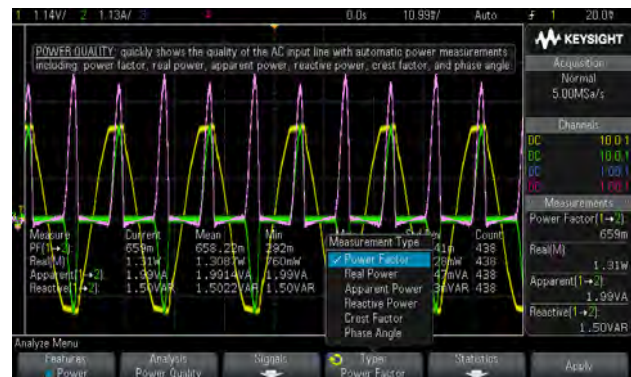 1 1.14V/ 2 1.13A/ 3 4 0.0s 10.99 Auto 1 20.0
KEYSIGHT
POWER QUALITY: quickly shows the quality of the AC input line with automatic power measurements
including: power factor, real power, apparent power, reactive power, crest factor, and phase angle
Acquisition
Normal
5.00MSa/s
Channels
DC 10.0:1
DC 10.0:1
DC 1.00:1
DC 1.00:1
Measurements
Power Factor(1→2):
659m
Real(M)
1.31W
Apparent(1→2):
1.99VA
Reactive(1→2):
1.50VAR
Measure Current Mean Min Std Dev Count
PF(1→2): 659m 658.22m 292m 438
Real(M): 1.31W 1.3087W 760mW 438
Apparent(1→2): 1.99VA 1.9914VA 1.99VA 438
Reactive(1→2): 1.50VAR 1.5022VAR 1.50VAR 438
Measurement Type
✓ Power Factor
Real Power
Apparent Power
Reactive Power
Crest Factor
Phase Angle
Analyze Menu
Features
Power
Analysis
Power Quality
Signals
Type:
Power Factor
Statistics
Apply